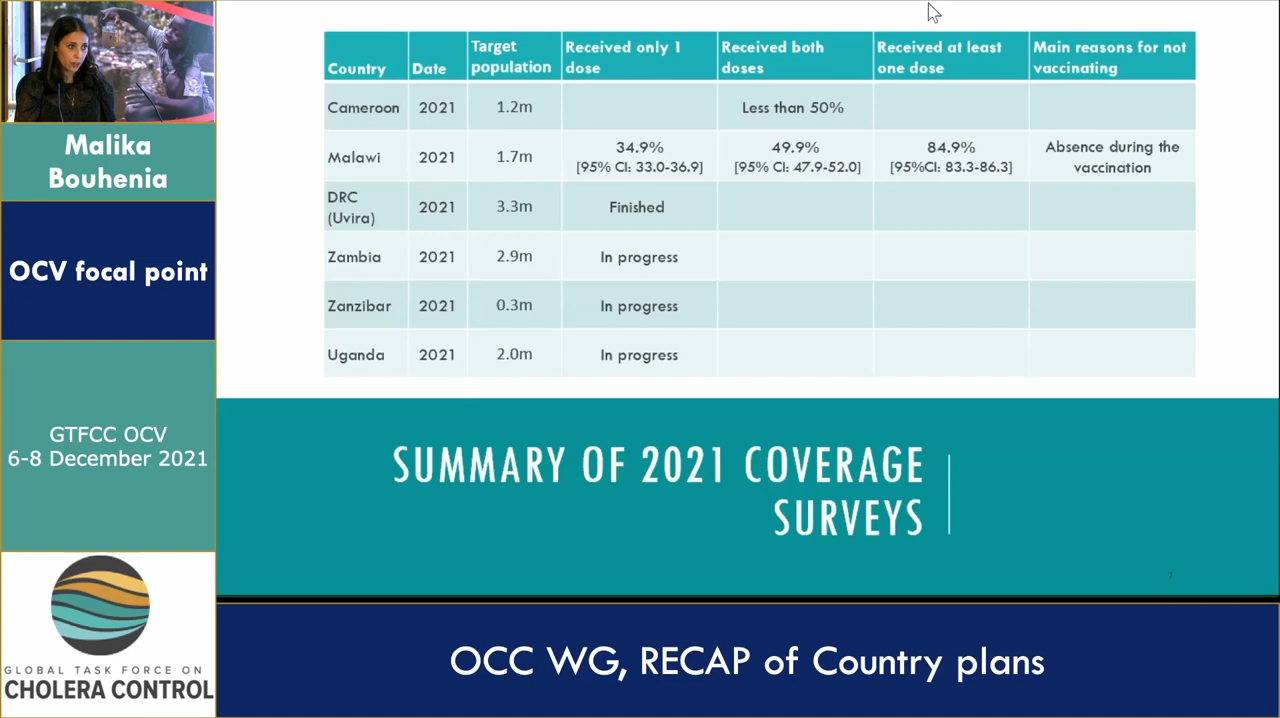 Malika
Bouhenia
OCV focal point
GTFCC OCV
6-8 December 2021
GLOBAL TASK FORCE ON
CHOLERA CONTROL
Country Date Target population Received only 1 dose Received both doses Received at least one dose Main reasons for not vaccinating
Cameroon 2021 1.2m Less than 50%
Malawi 2021 1.7m 34.9% [95% CI: 33.0-36.9] 49.9% [95% CI: 47.9-52.0] 84.9% [95%CI: 83.3-86.3] Absence during the vaccination
DRC (Uvira) 2021 3.3m Finished
Zambia 2021 2.9m In progress
Zanzibar 2021 0.3m In progress
Uganda 2021 2.0m In progress
SUMMARY OF 2021 COVERAGE
SURVEYS
7
OCC WG, RECAP of Country plans